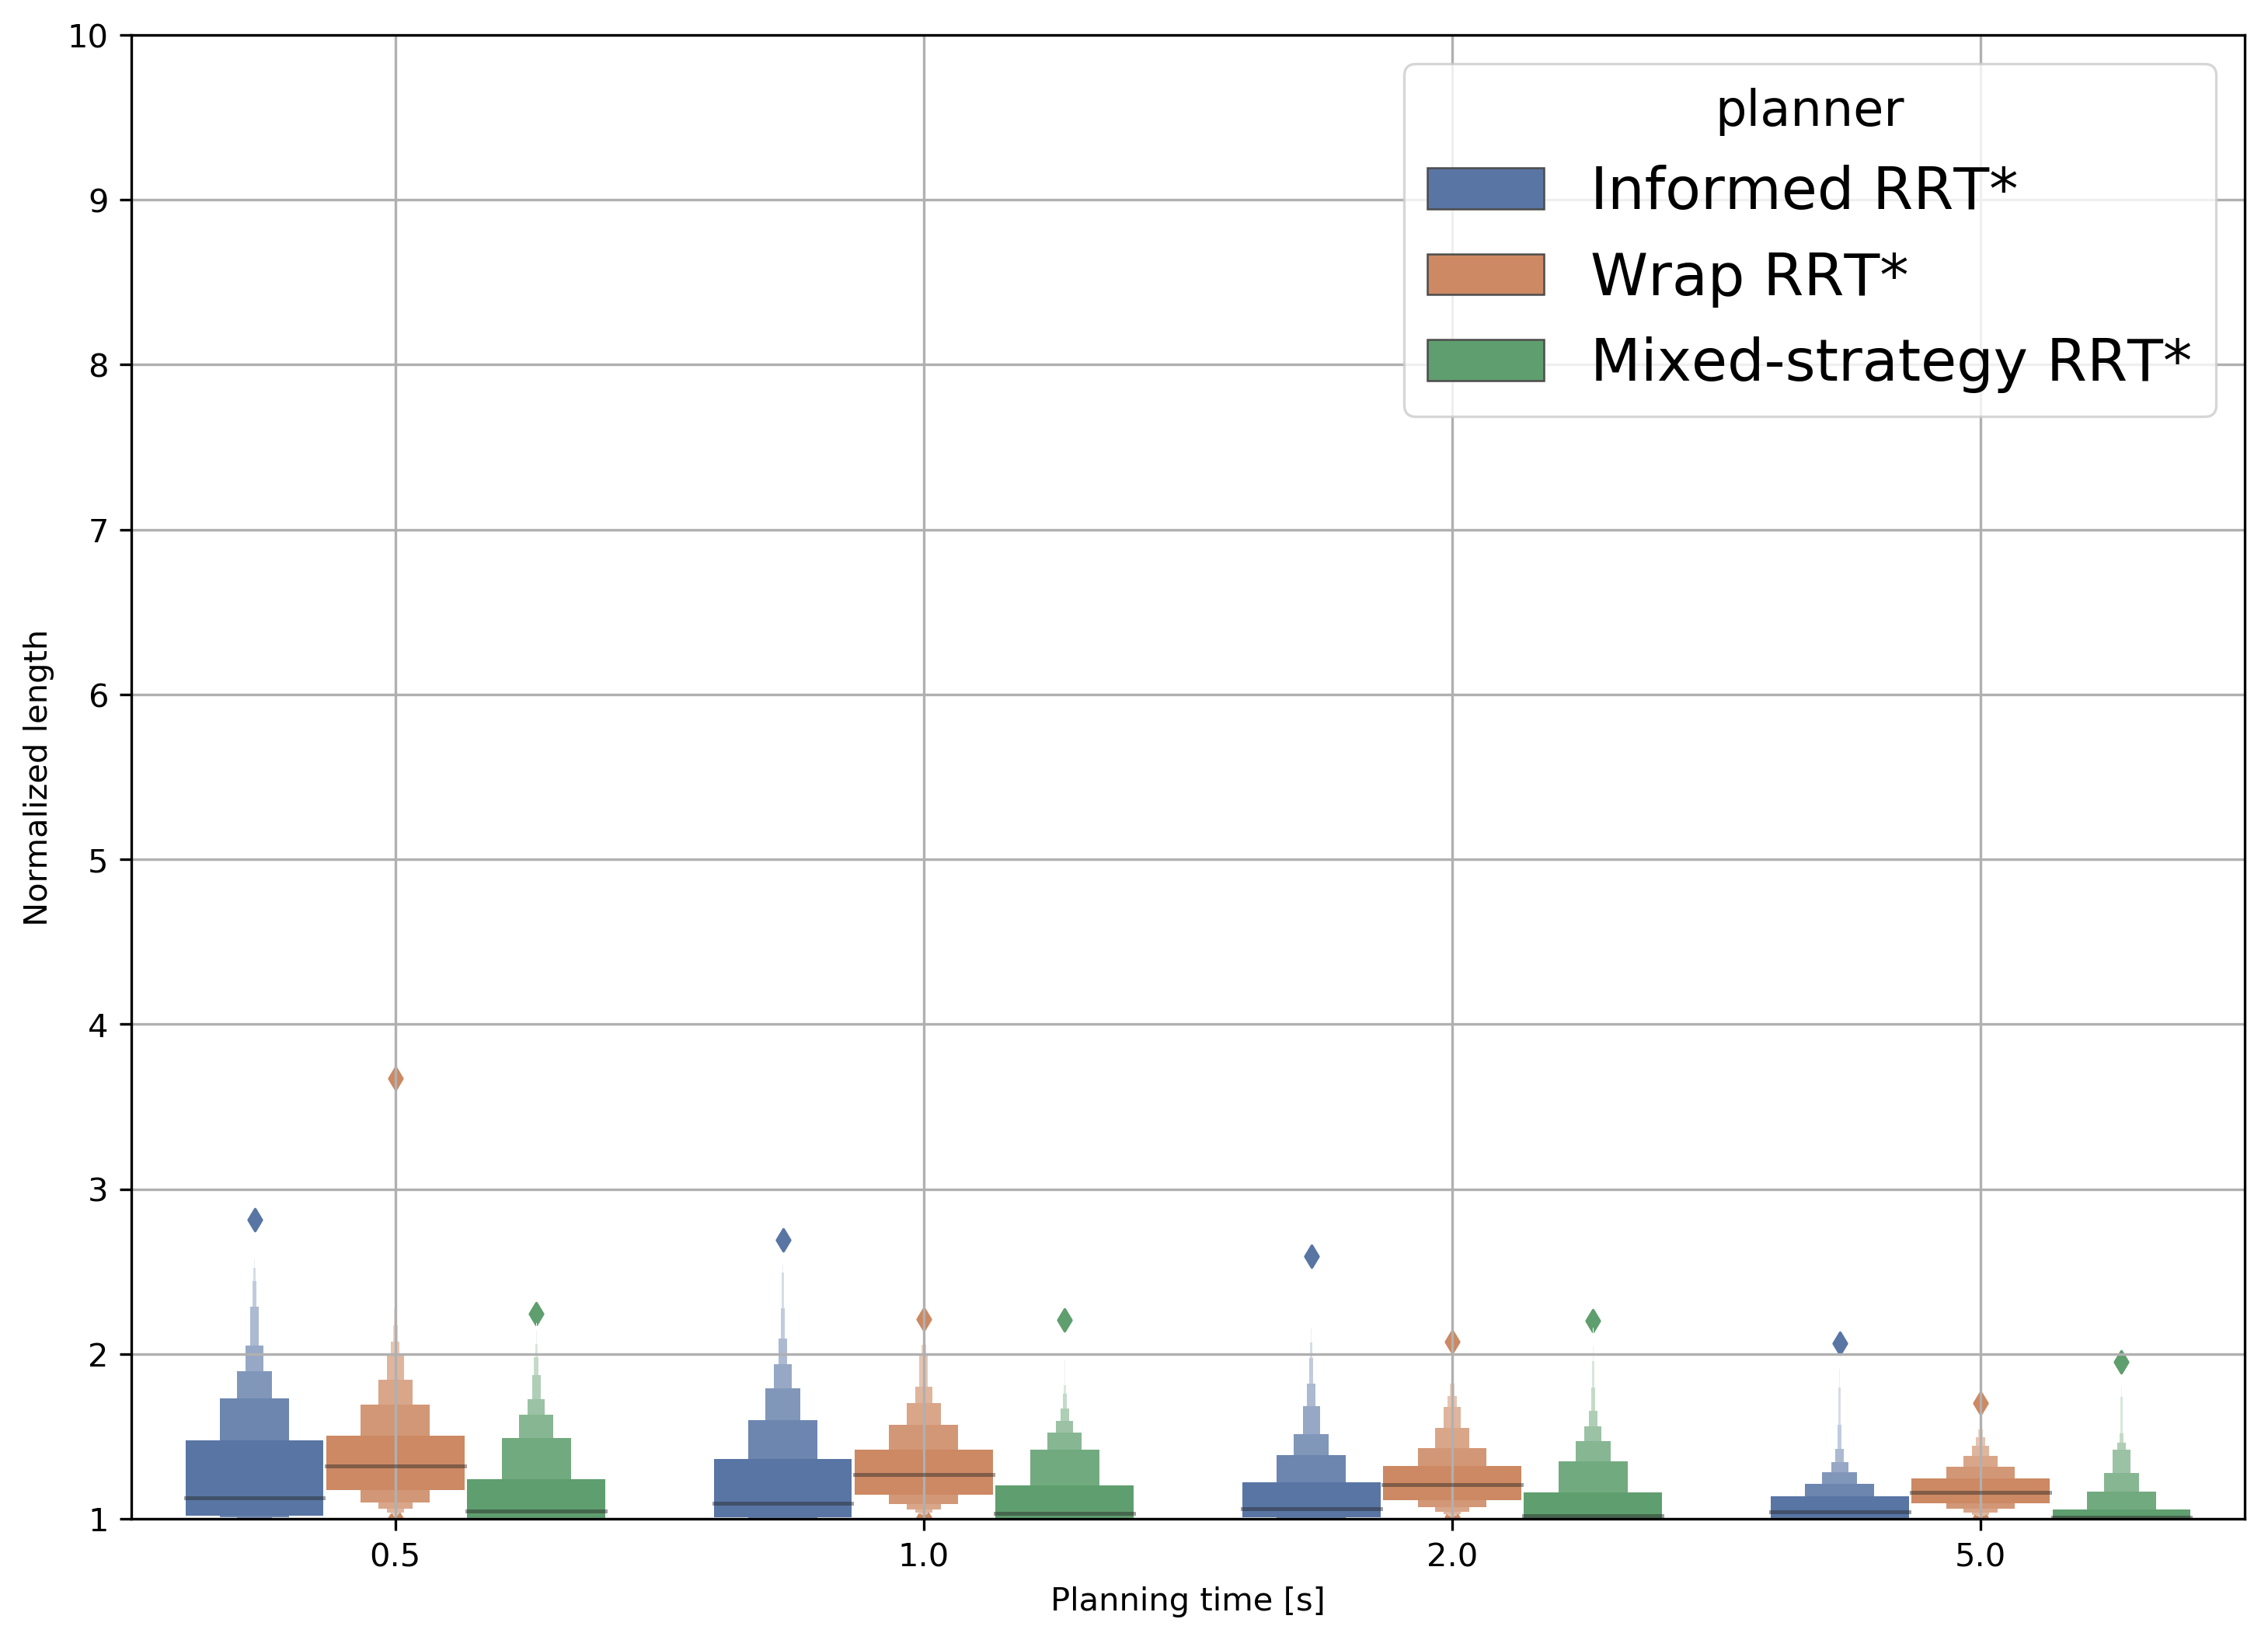 10
9
8
7
6
5
4
3
2
1
Normalized length
planner
Informed RRT*
Wrap RRT*
Mixed-strategy RRT*
0.5 1.0 2.0 5.0
Planning time [s]